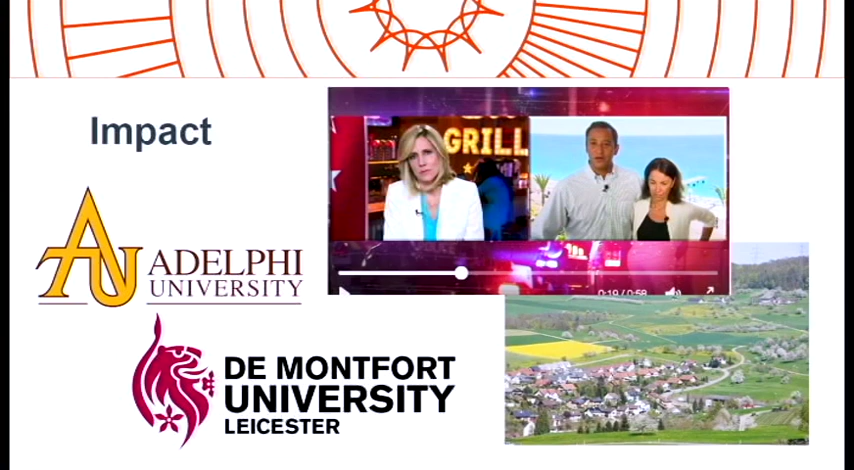 Impact
GRILL
ADELPHI
UNIVERSITY
DE MONTFORT
UNIVERSITY
LEICESTER
0:19 / 0:58